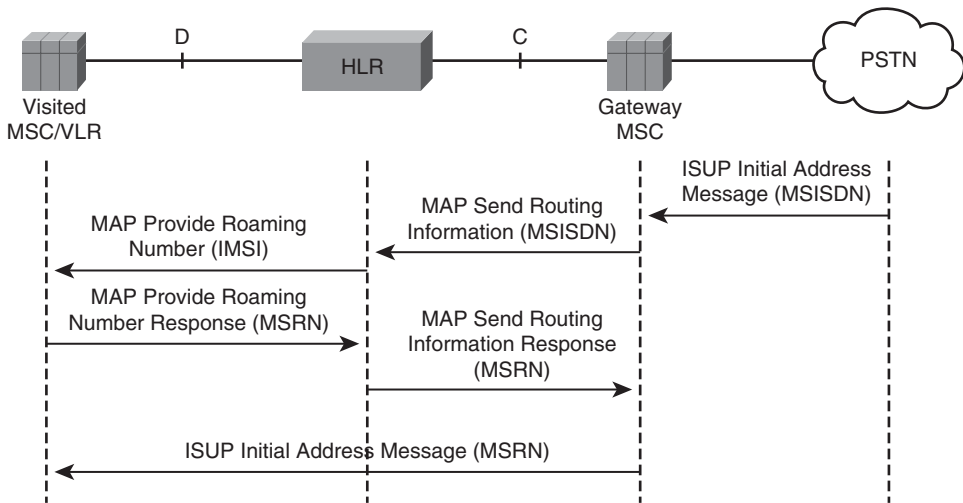 D
C
HLR
PSTN
Visited
MSC/VLR
Gateway
MSC
ISUP Initial Address
Message (MSISDN)
MAP Send Routing
Information (MSISDN)
MAP Provide Roaming
Number (IMSI)
MAP Provide Roaming
Number Response (MSRN)
MAP Send Routing
Information Response
(MSRN)
ISUP Initial Address Message (MSRN)